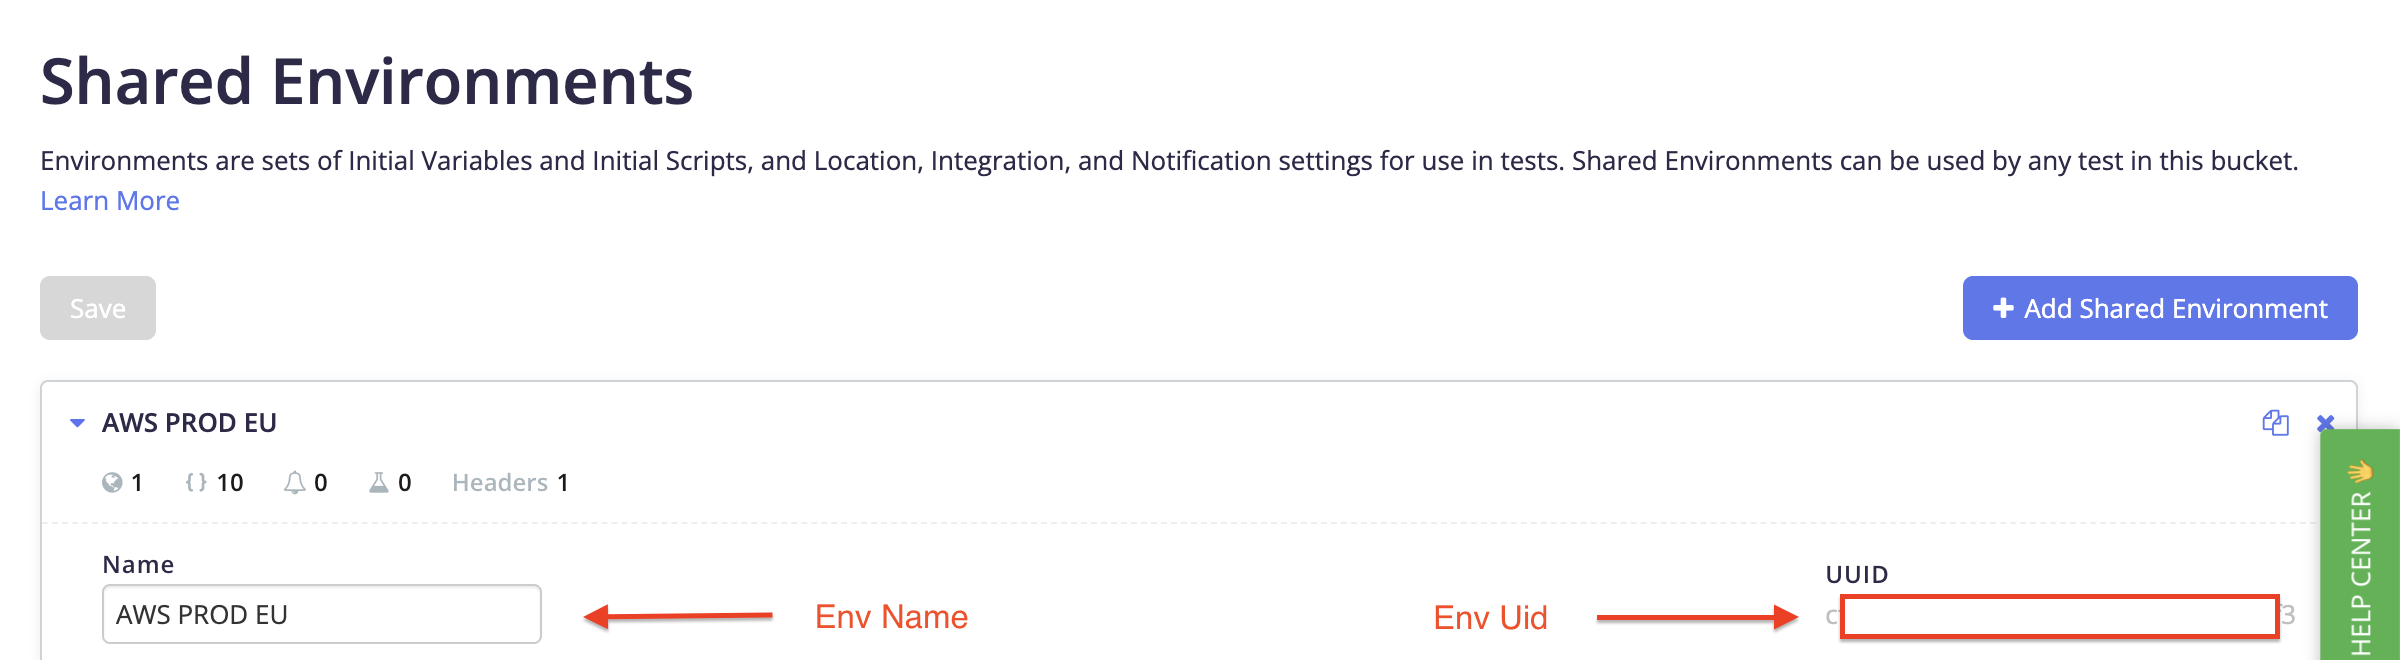 Shared Environments
Environments are sets of Initial Variables and Initial Scripts, and Location, Integration, and Notification settings for use in tests. Shared Environments can be used by any test in this bucket.
Learn More
Save
+ Add Shared Environment
AWS PROD EU
1 {} 10 0 0 Headers 1
HELP CENTER
Name
UUID
AWS PROD EU
Env Name
Env Uid